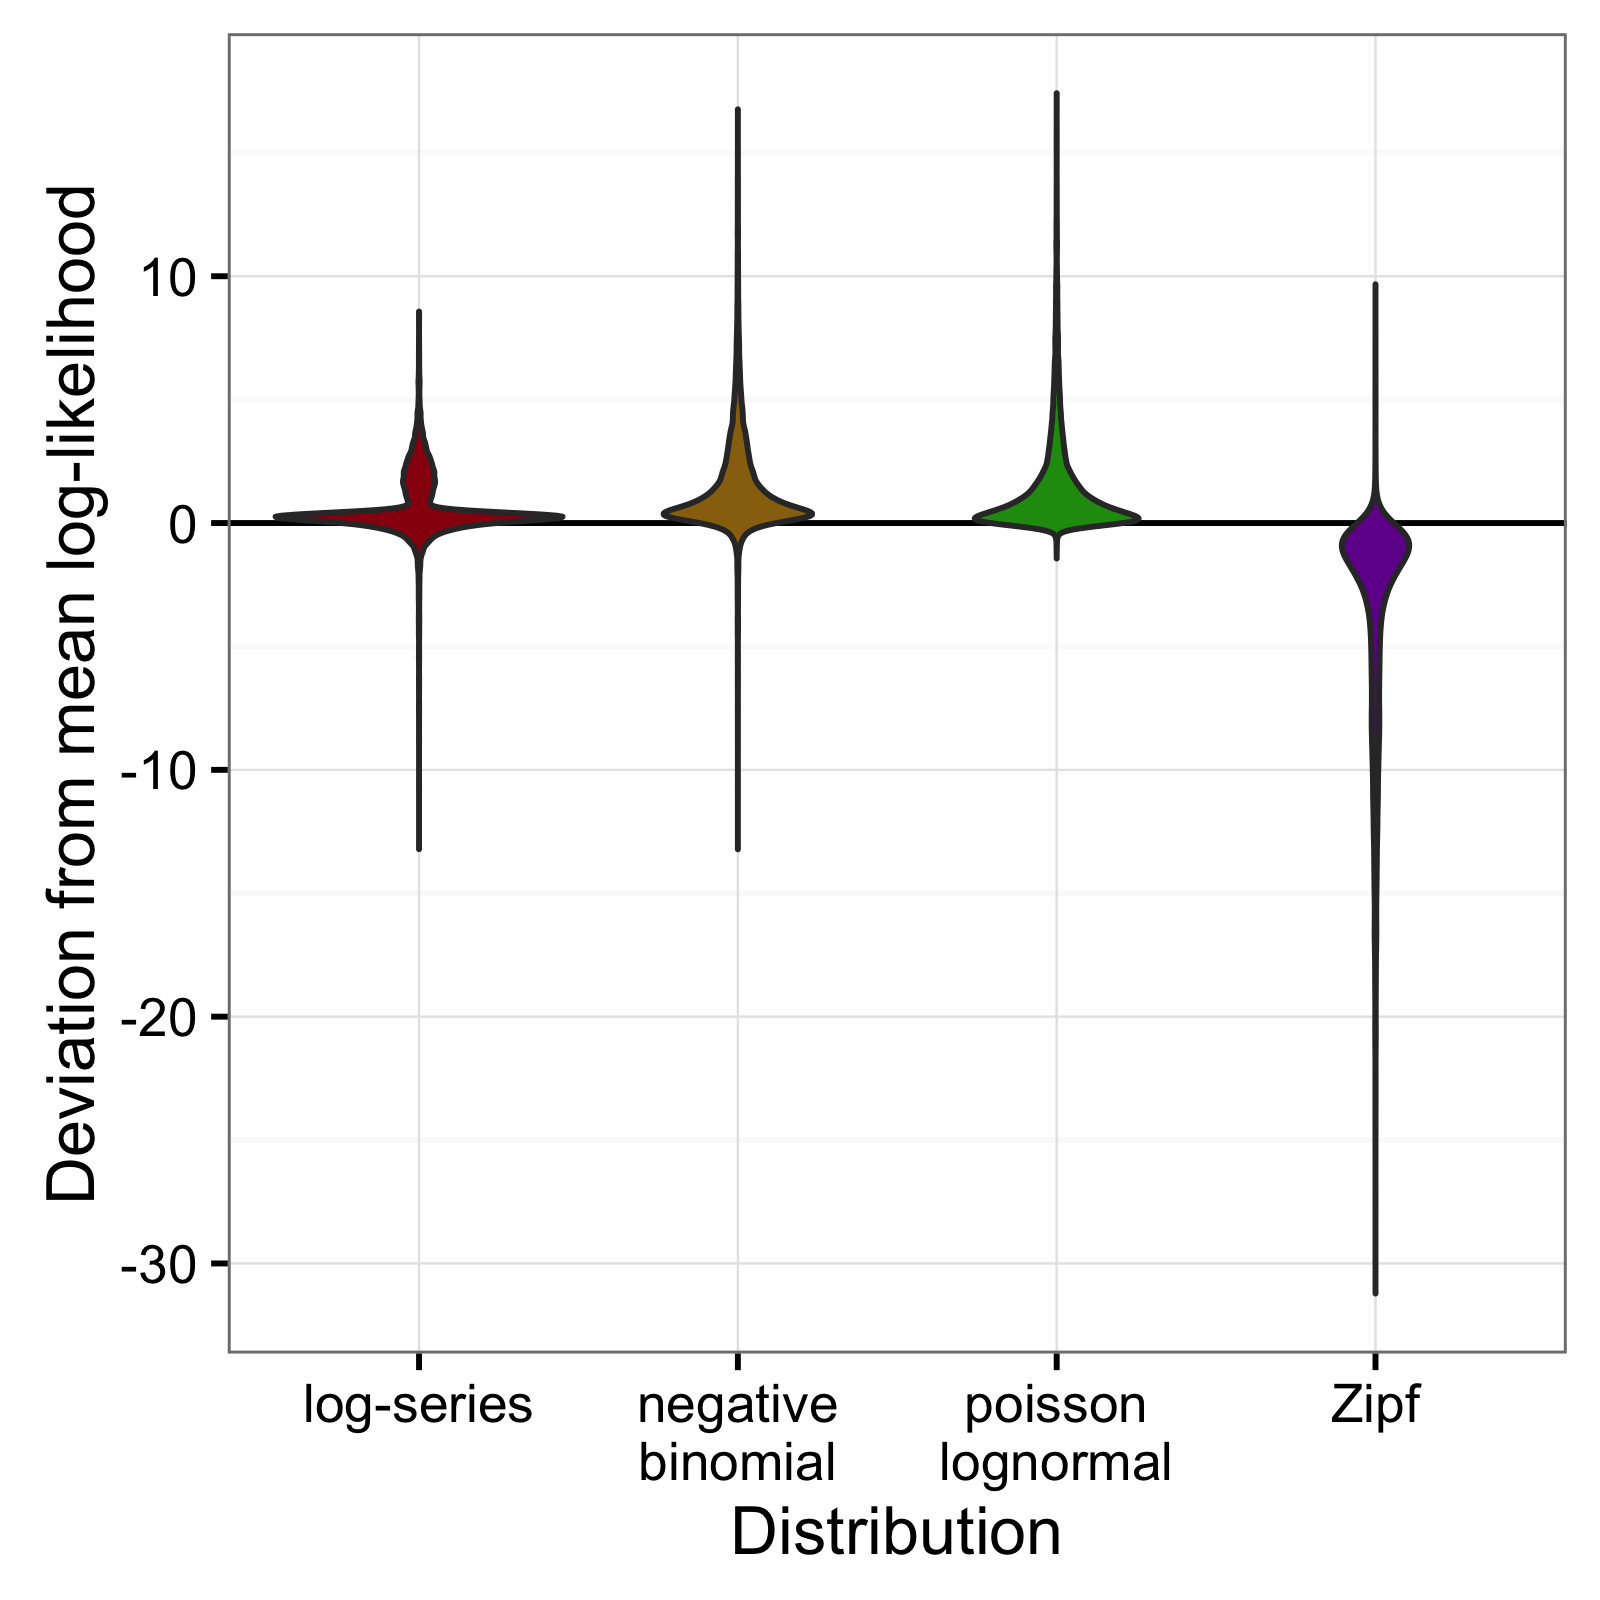 Deviation from mean log-likelihood
10
0
-10
-20
-30
log-series
negative
binomial
poisson
lognormal
Zipf
Distribution